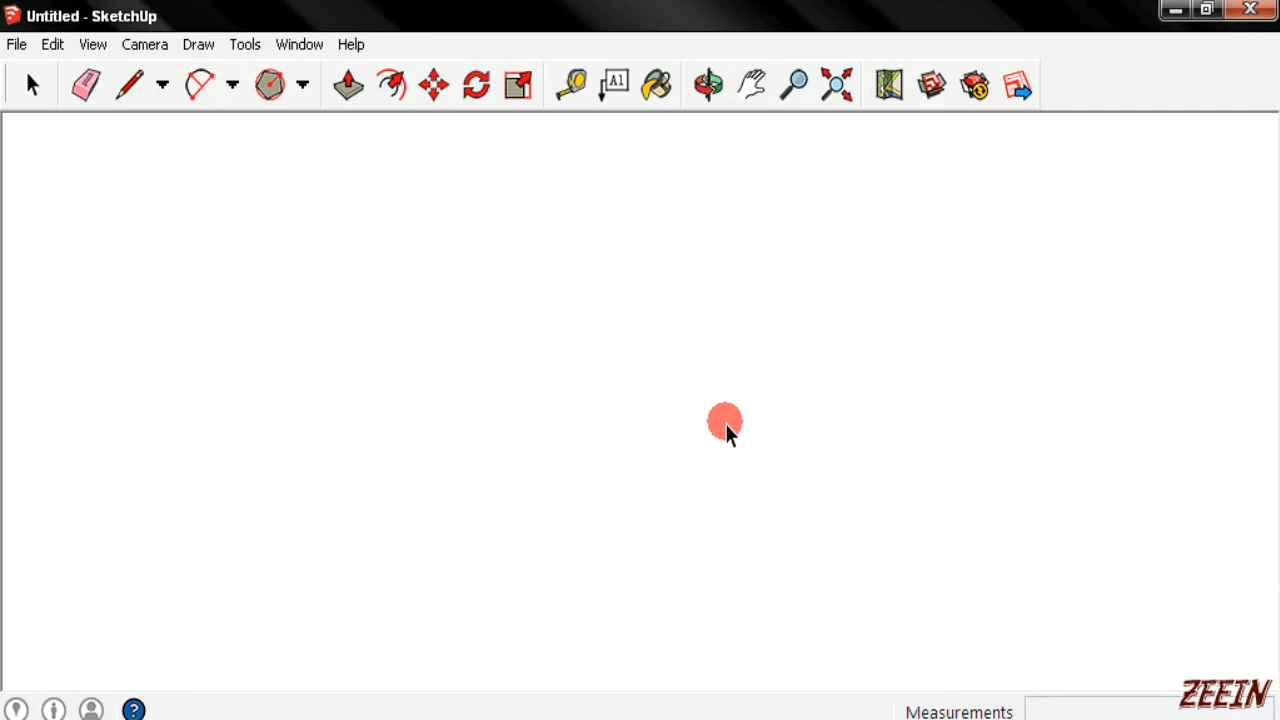 Untitled - SketchUp
File Edit View Camera Draw Tools Window Help
A1
Measurements
ZEEIN